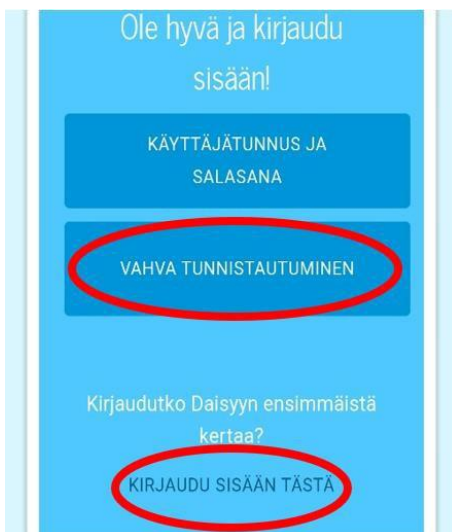 Ole hyvä ja kirjaudu
sisään!
KÄYTTÄJÄTUNNUS JA
SALASANA
VAHVA TUNNISTAUTUMINEN
Kirjaudutko Daisyyn ensimmäistä
kertaa?
KIRJAUDU SISÄÄN TÄSTÄ